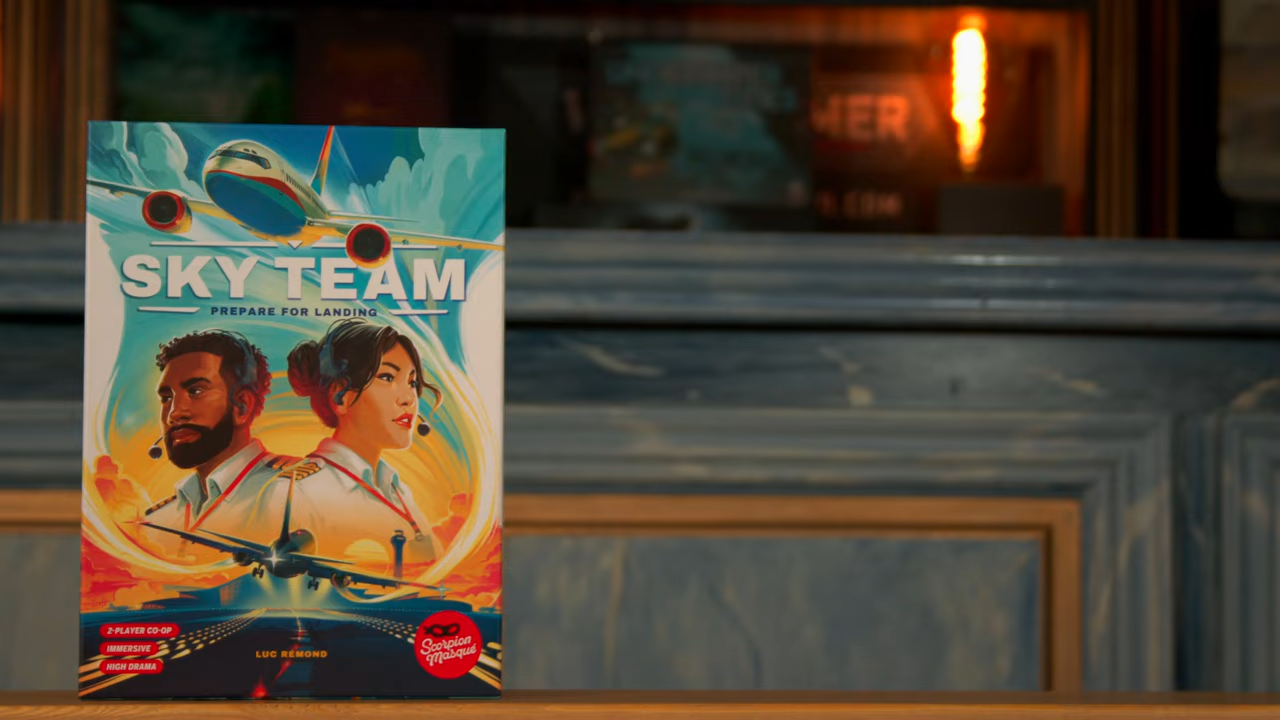 SKY TEAM
PREPARE FOR LANDING
2-PLAYER CO-OP
IMMERSIVE
HIGH DRAMA
LUC RÉMOND
Scorpion
Masqué